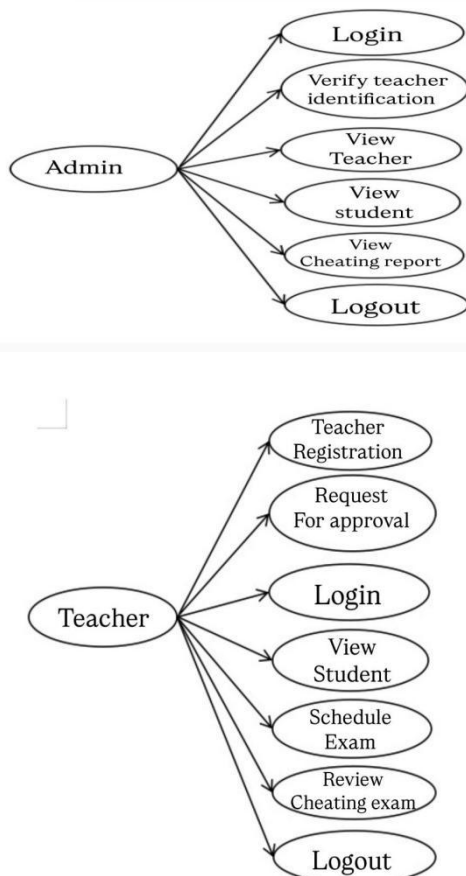 Login
Verify teacher
identification
View
Teacher
Admin
View
student
View
Cheating report
Logout
Teacher
Registration
Request
For approval
Login
Teacher
View
Student
Schedule
Exam
Review
Cheating exam
Logout